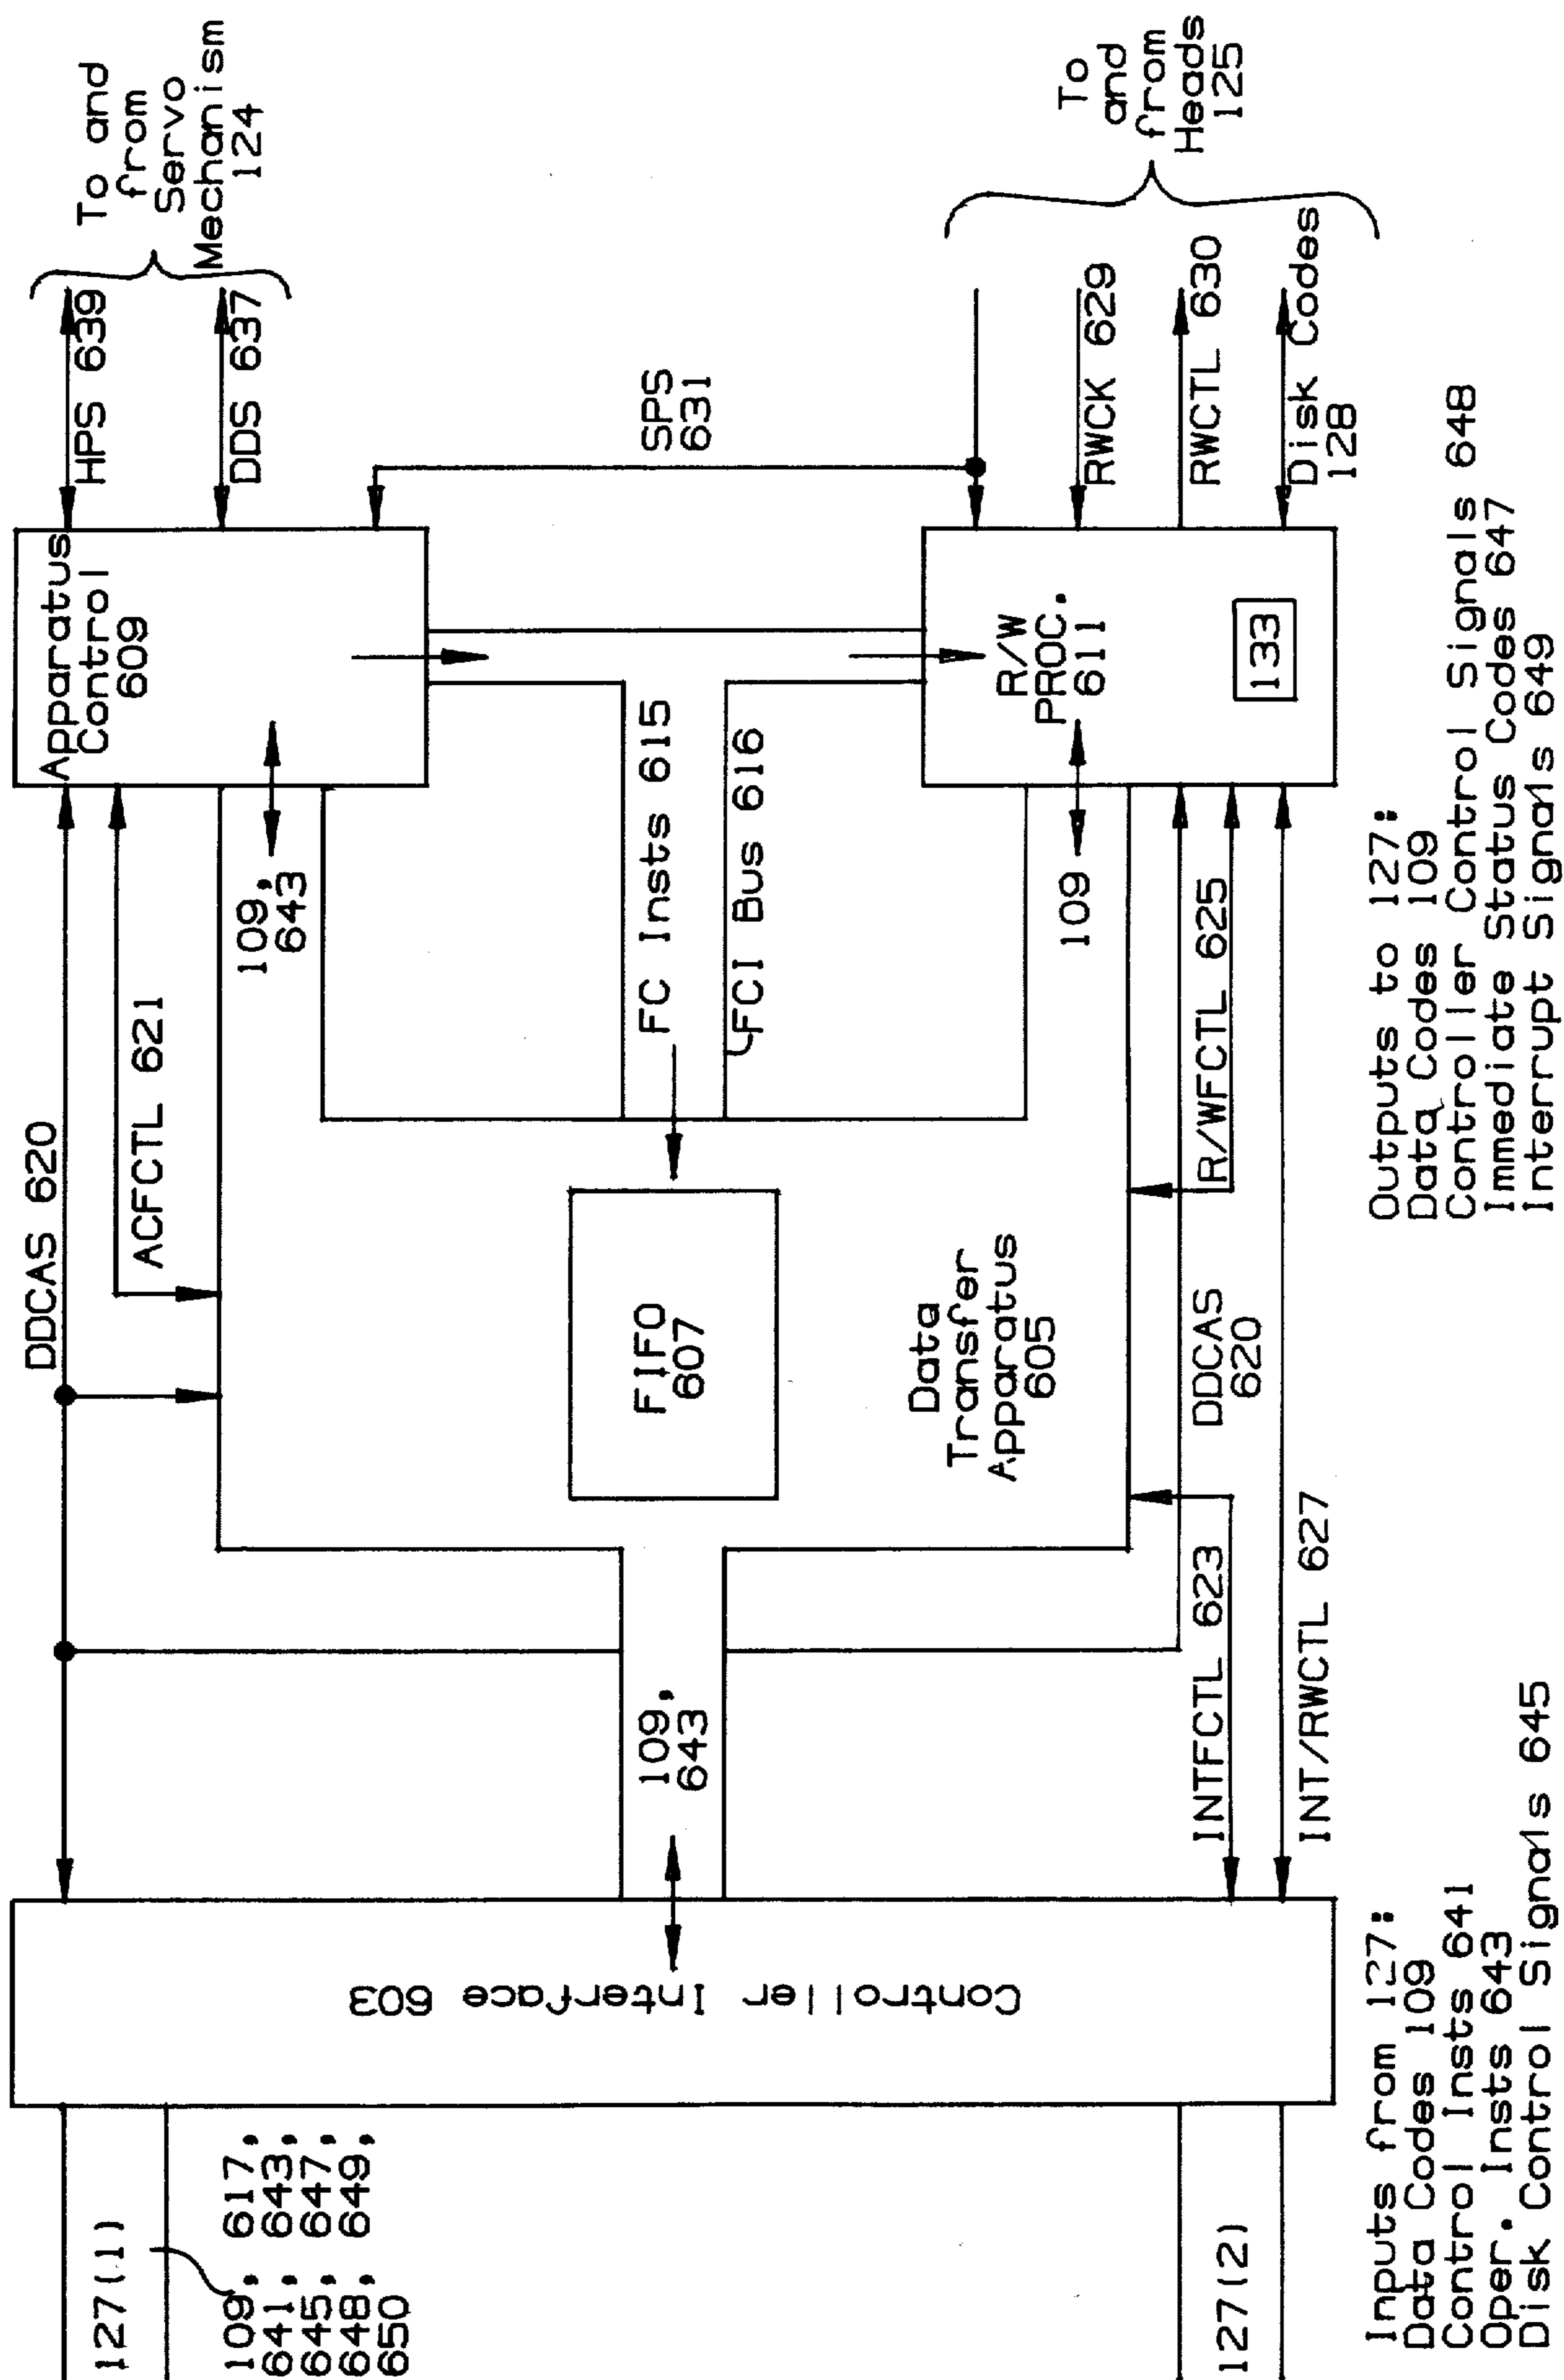 127(1)
109, 617,
641, 643,
645, 647,
648, 649,
650
127(2)
Controller Interface 603
DDCAS 620
ACFCTL 621
109,
643
INTFCTL 623
INT/RWCTL 627
DDCAS
620
R/WFCTL 625
FIFO
607
Data
Transfer
Apparatus
605
109,
643
FC Insts 615
FCI Bus 616
109
Apparatus
Control
609
R/W
PROC.
611
133
HPS 639
DDS 637
SPS
631
RWCK 629
RWCTL 630
Disk Codes
128
To and
from
Servo
Mechanism
124
To
and
from
Heads
125
Inputs from 127:
Data Codes 109
Control Insts 641
Oper. Insts 643
Disk Control Signals 645
Outputs to 127:
Data Codes 109
Controller Control Signals 648
Immediate Status Codes 647
Interrupt Signals 649